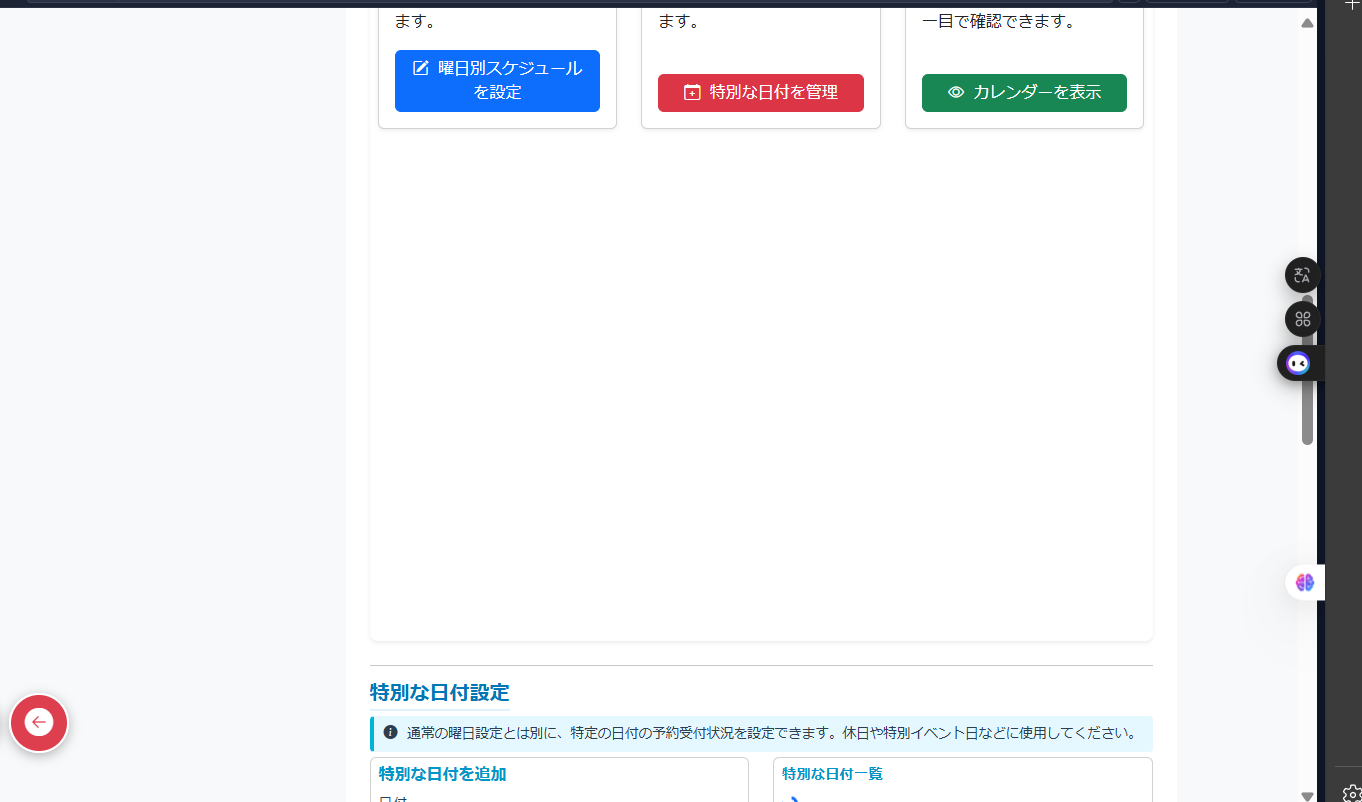 ます。
ます。
一目で確認できます。
曜日別スケジュール
を設定
特別な日付を管理
カレンダーを表示
特別な日付設定
通常の曜日設定とは別に、特定の日付の予約受付状況を設定できます。休日や特別イベント日などに使用してください。
特別な日付を追加
特別な日付一覧
日付